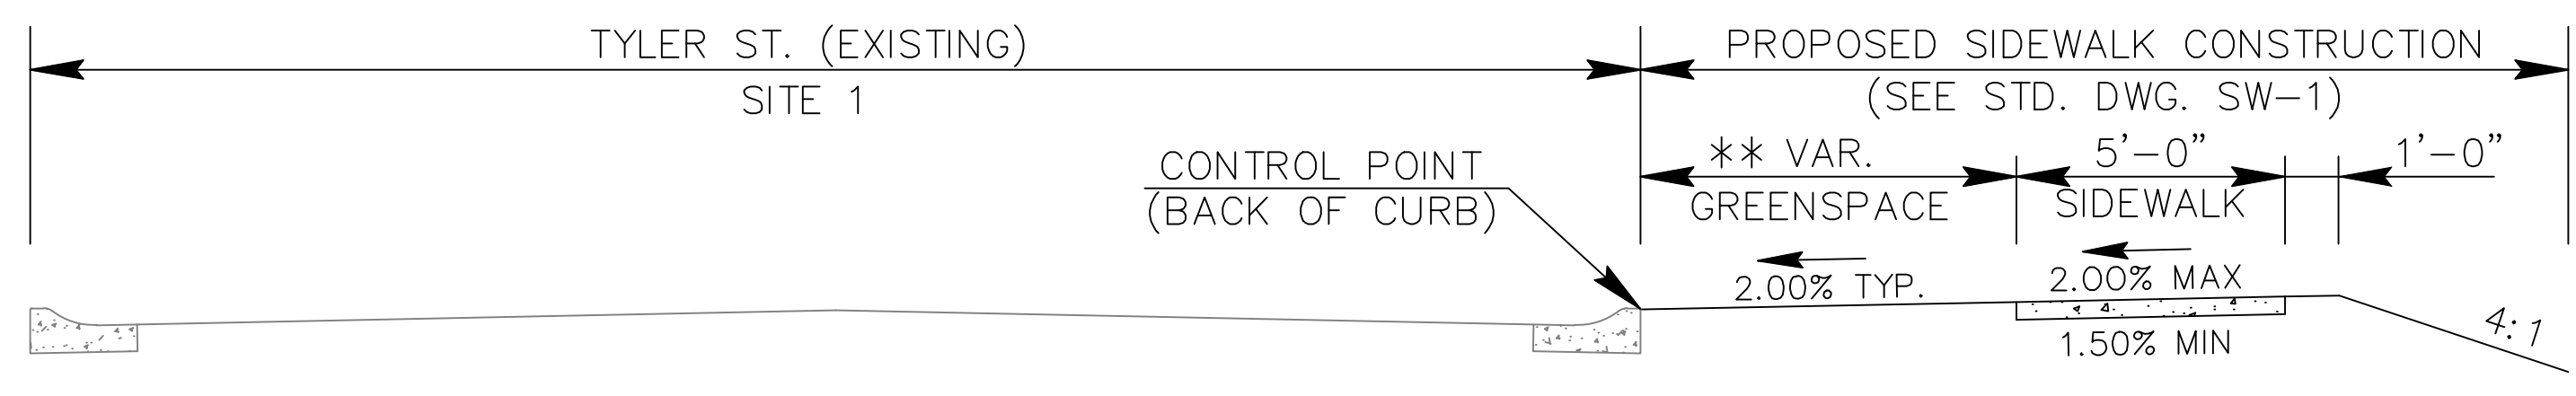 TYLER ST. (EXISTING)
SITE 1
PROPOSED SIDEWALK CONSTRUCTION
(SEE STD. DWG. SW-1)
CONTROL POINT
(BACK OF CURB)
** VAR.
GREENSPACE
5'-0"
SIDEWALK
1'-0"
2.00% TYP.
2.00% MAX
1.50% MIN
4:1